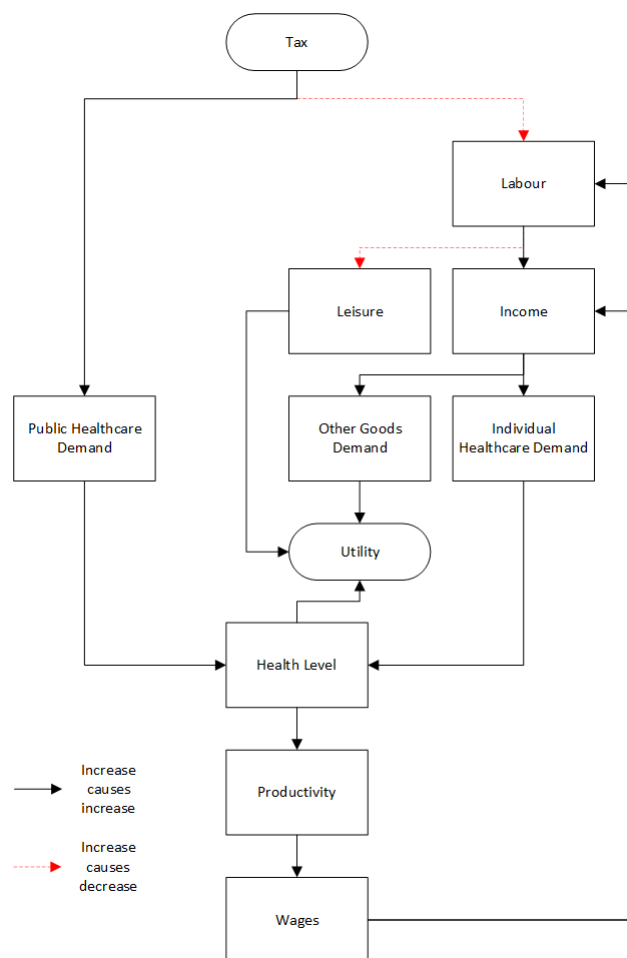 Tax
Labour
Leisure
Income
Public Healthcare
Demand
Other Goods
Demand
Individual
Healthcare Demand
Utility
Health Level
Increase
causes
increase
Productivity
Increase
causes
decrease
Wages